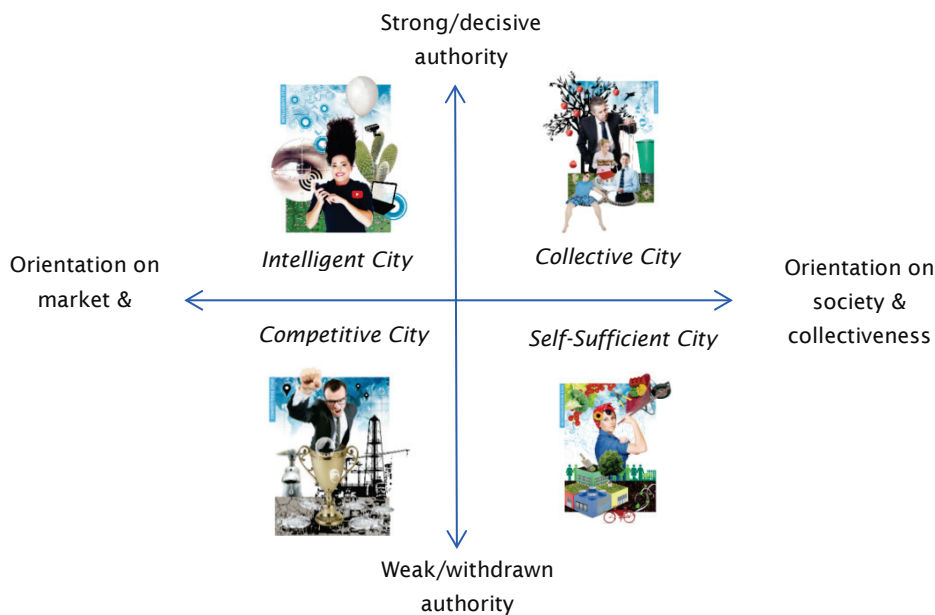 Strong/decisive
authority
Intelligent City
Collective City
Orientation on
market &
Orientation on
society &
collectiveness
Competitive City
Self-Sufficient City
Weak/withdrawn
authority